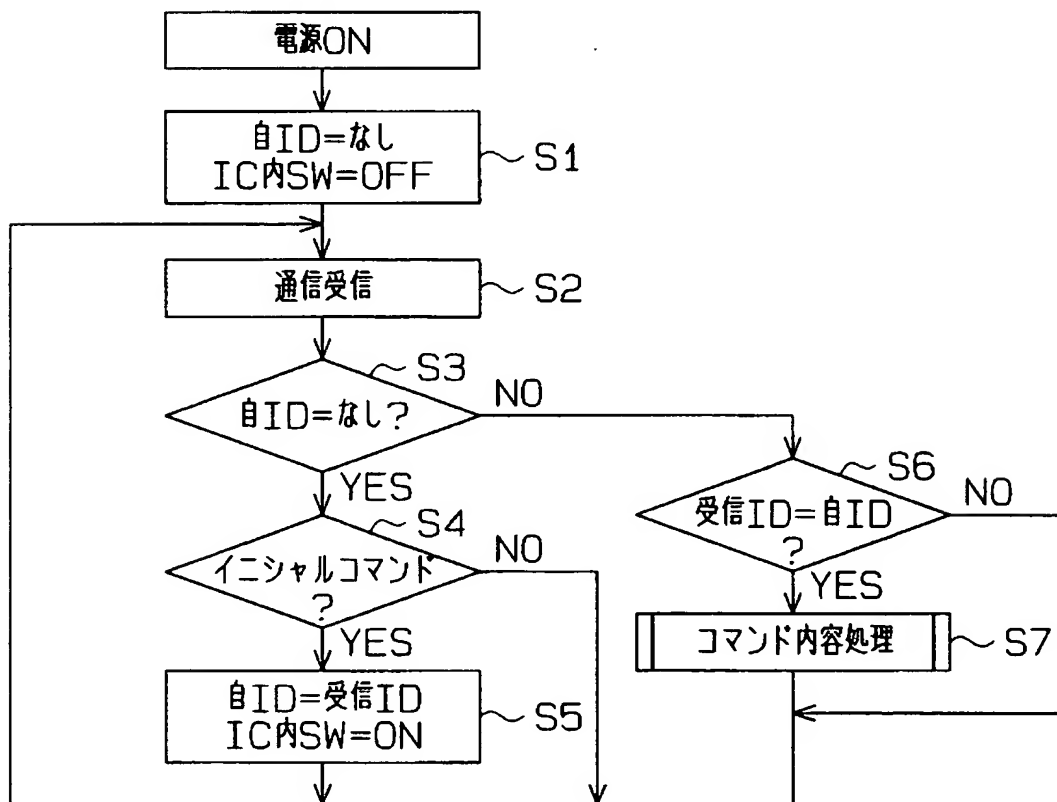 電源ON
自ID=なし
IC内SW=OFF
S1
通信受信
S2
S3
自ID=なし?
NO
YES
S4
イニシャルコマンド
?
NO
YES
自ID=受信ID
IC内SW=ON
S5
S6
受信ID=自ID
?
NO
YES
コマンド内容処理
S7